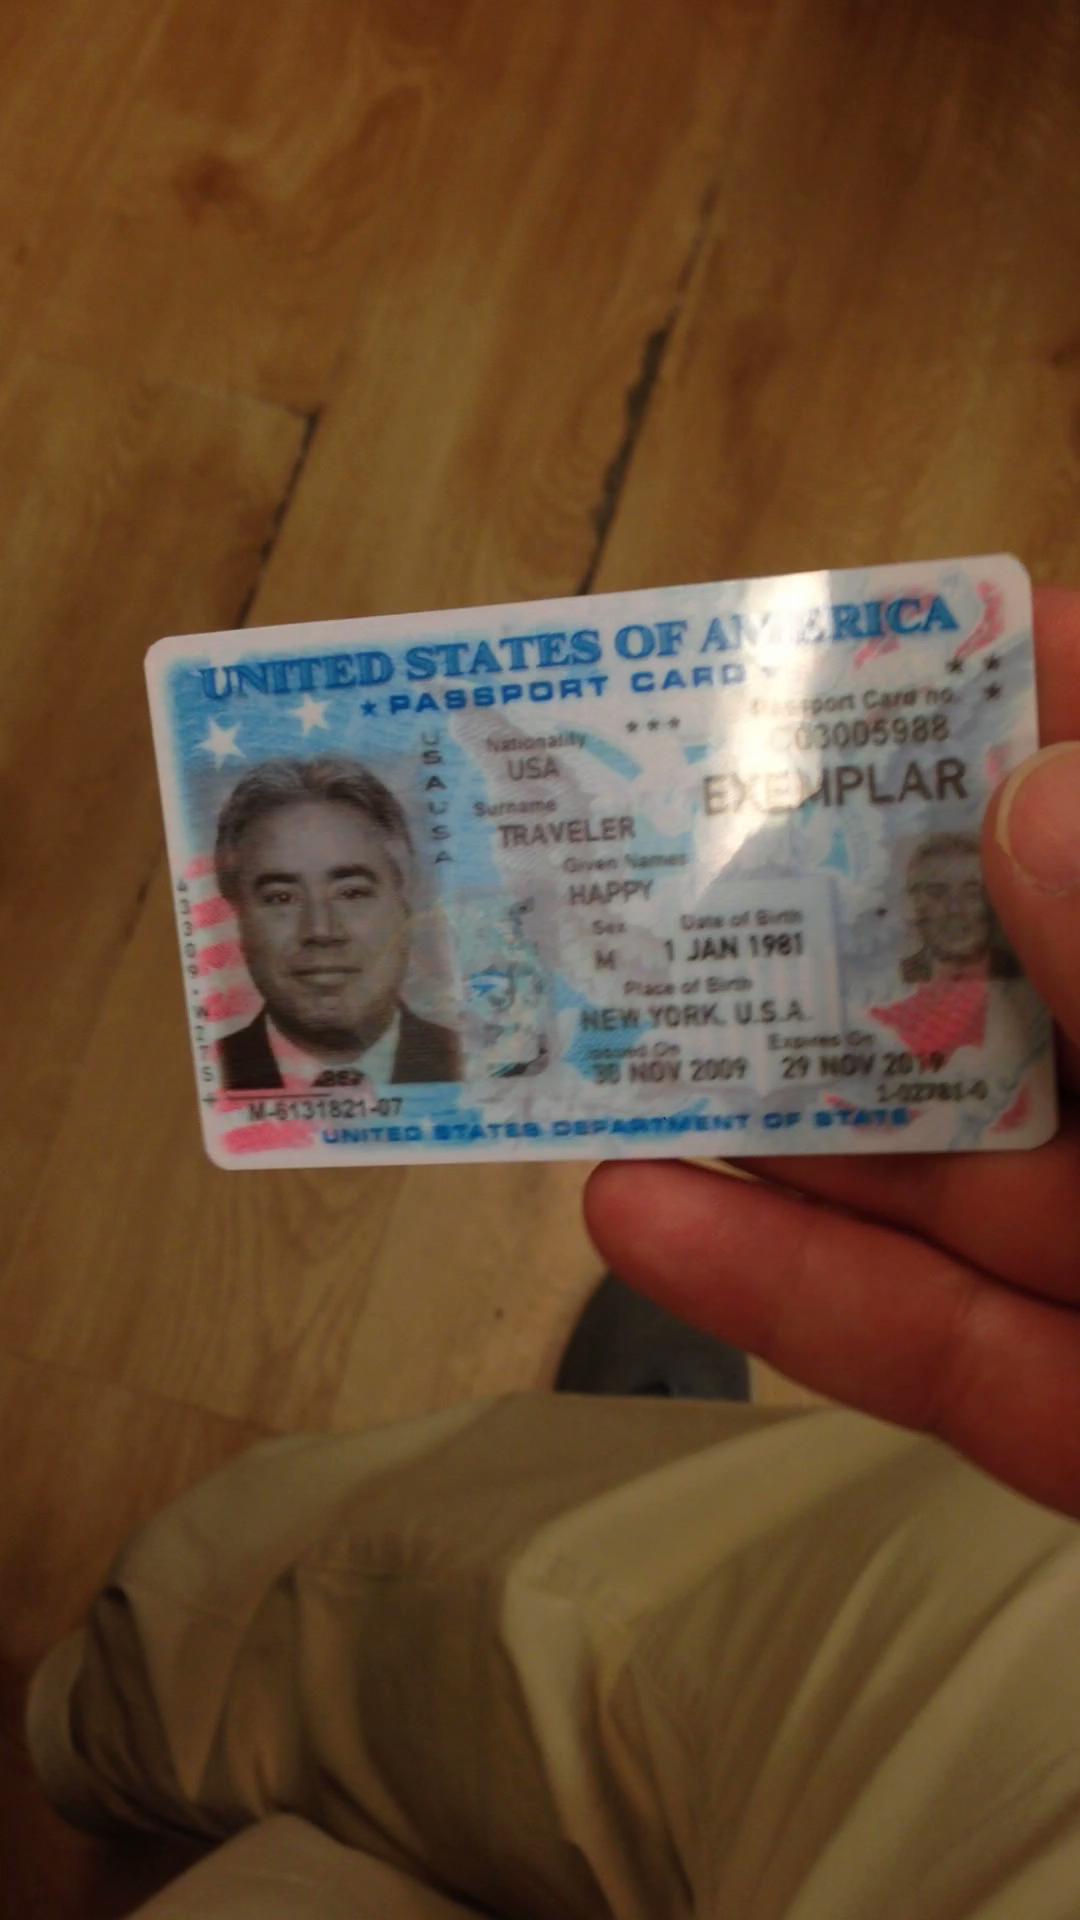 UNITED STATES OF AMERICA
★ PASSPORT CARD ★
Passport Card no.
C03005988
EXEMPLAR
USAUSA
Nationality
USA
Surname
TRAVELER
Given Names
HAPPY
Sex
M
Date of Birth
1 JAN 1981
Place of Birth
NEW YORK, U.S.A.
Issued On
30 NOV 2009
Expires On
29 NOV 2019
1-02781-0
M-6131821-07
UNITED STATES DEPARTMENT OF STATE